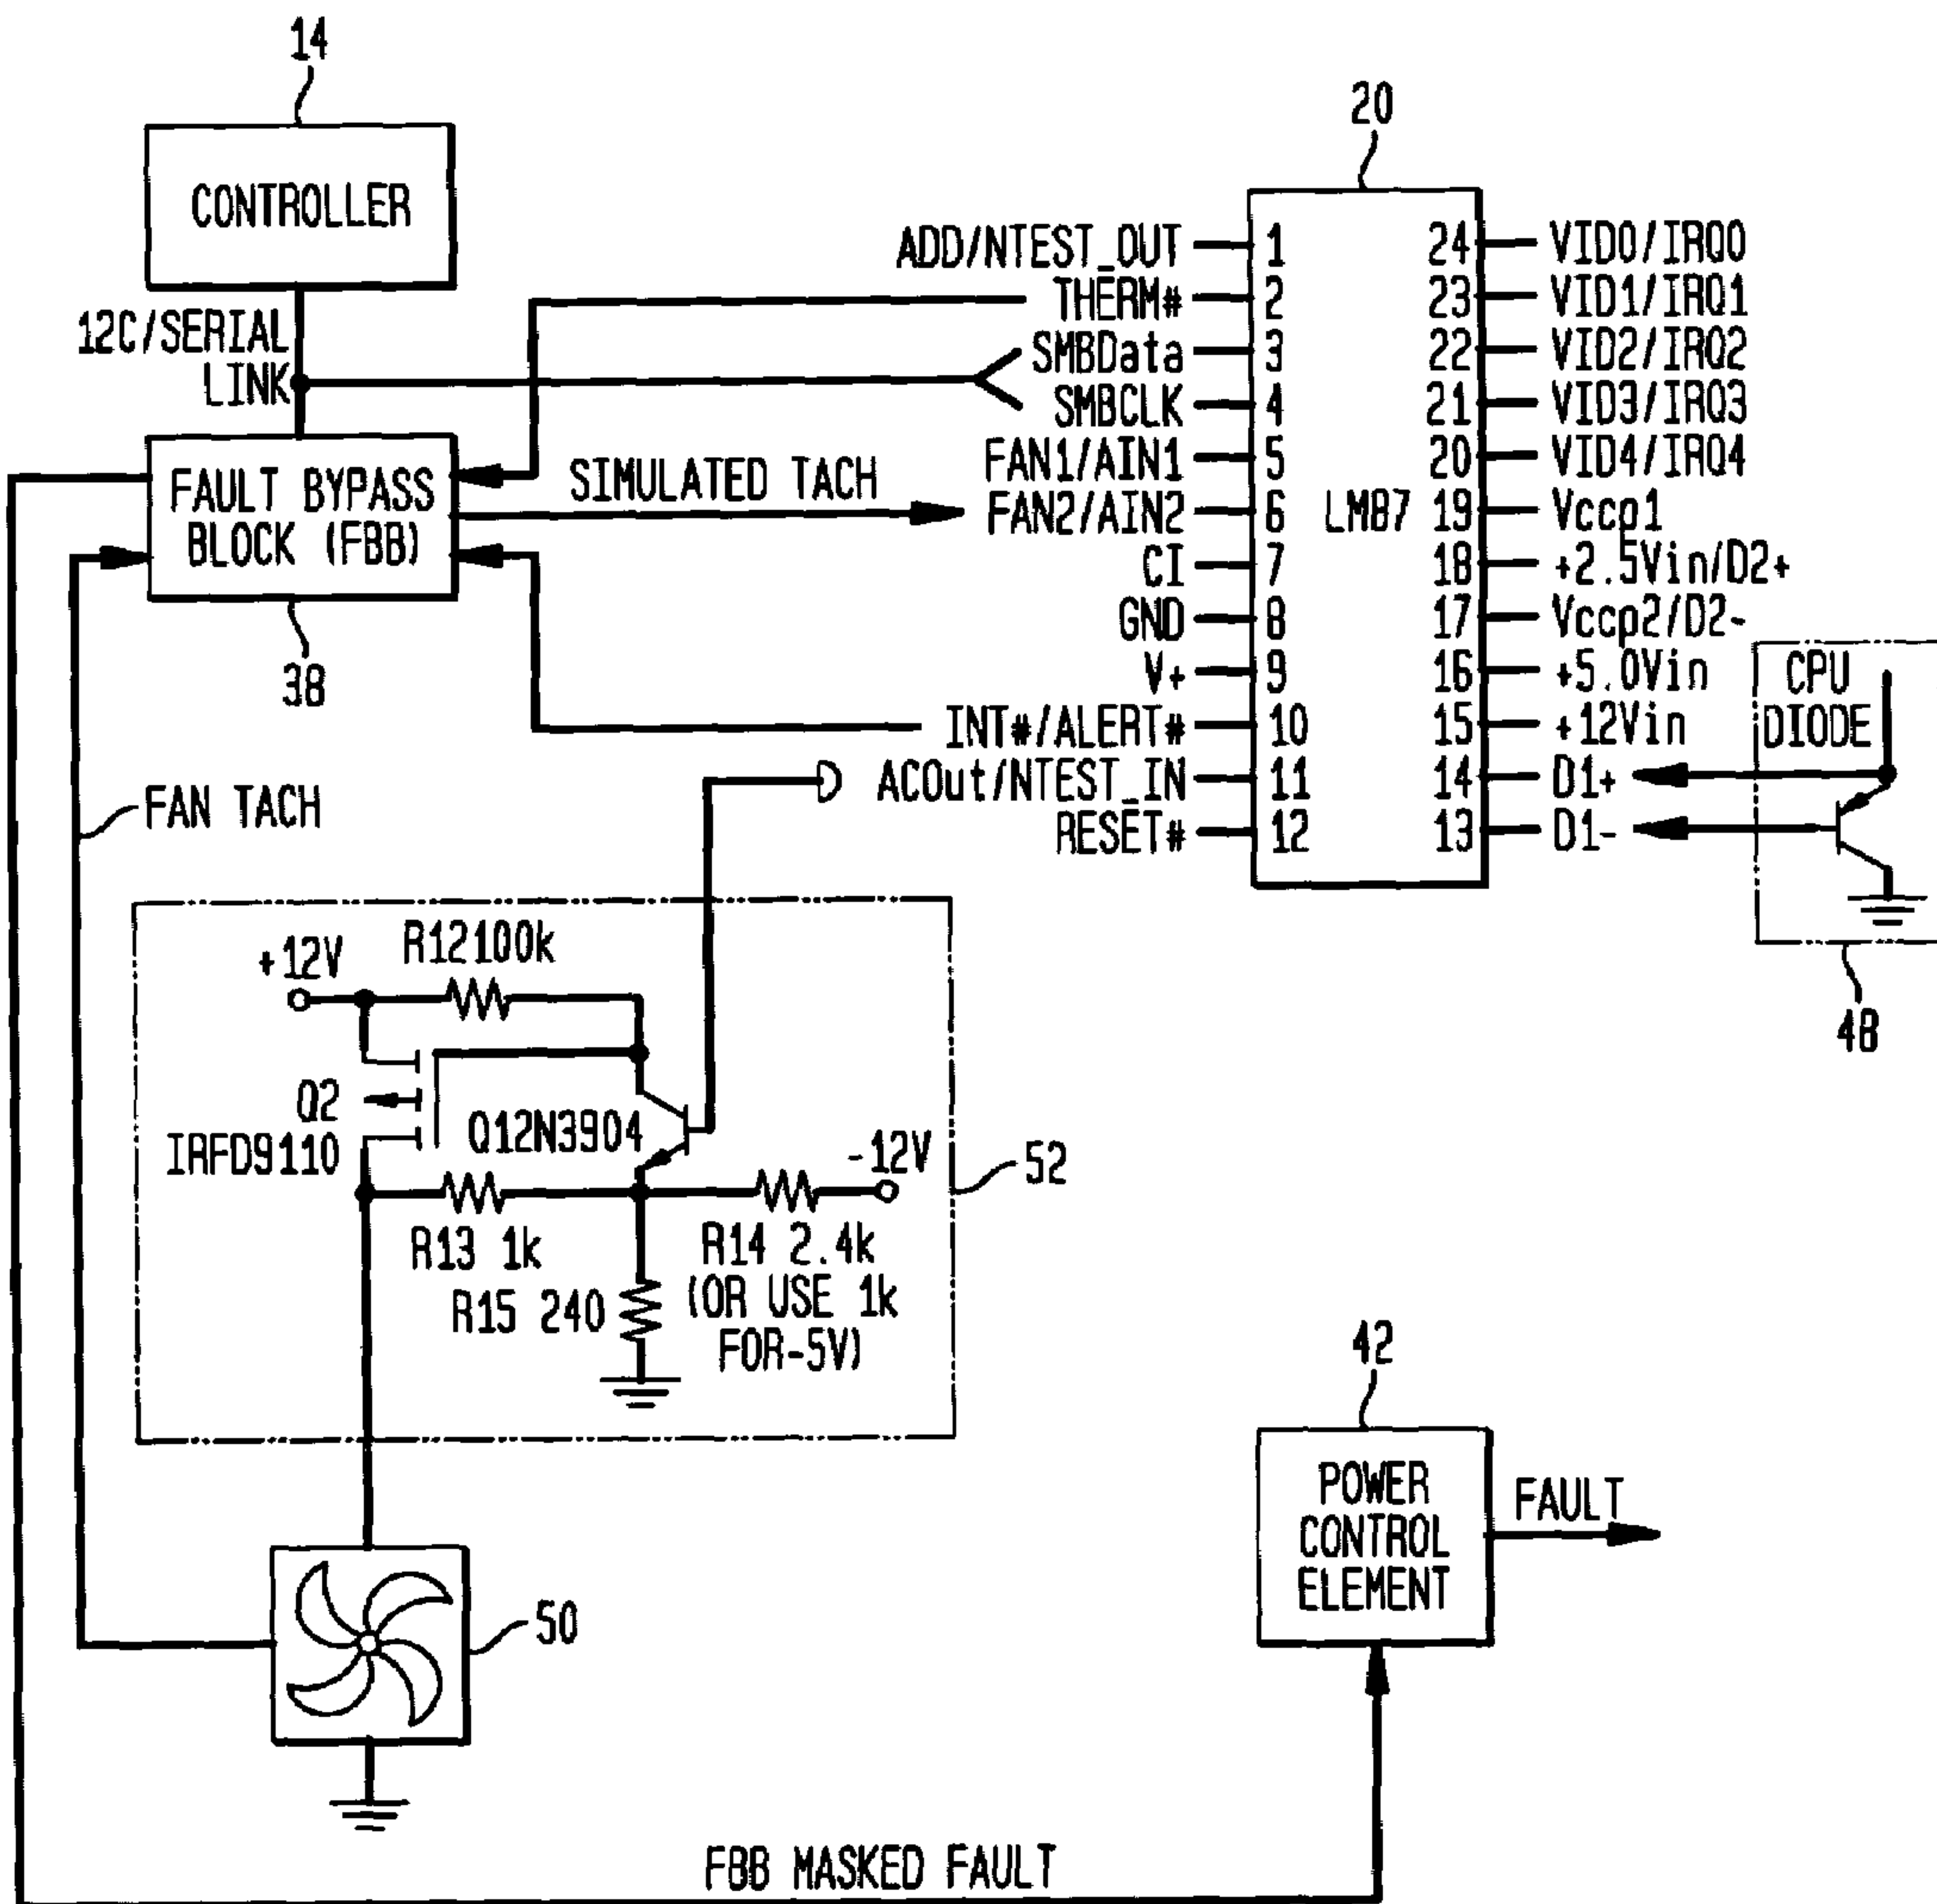 14
CONTROLLER
12C/SERIAL
LINK
FAULT BYPASS
BLOCK (FBB)
38
SIMULATED TACH
FAN TACH
20
LM87
ADD/NTEST_OUT 1
THERM# 2
SMBData 3
SMBCLK 4
FAN1/AIN1 5
FAN2/AIN2 6
CI 7
GND 8
V+ 9
INT#/ALERT# 10
ACOut/NTEST_IN 11
RESET# 12
24 VID0/IRQ0
23 VID1/IRQ1
22 VID2/IRQ2
21 VID3/IRQ3
20 VID4/IRQ4
19 Vccp1
18 +2.5Vin/D2+
17 Vccp2/D2-
16 +5.0Vin
15 +12Vin
14 D1+
13 D1-
CPU
DIODE
48
+12V
R12100k
Q2
IRFD9110
Q12N3904
-12V
52
R13 1k
R14 2.4k
(OR USE 1k
FOR-5V)
R15 240
50
42
POWER
CONTROL
ELEMENT
FAULT
FBB MASKED FAULT